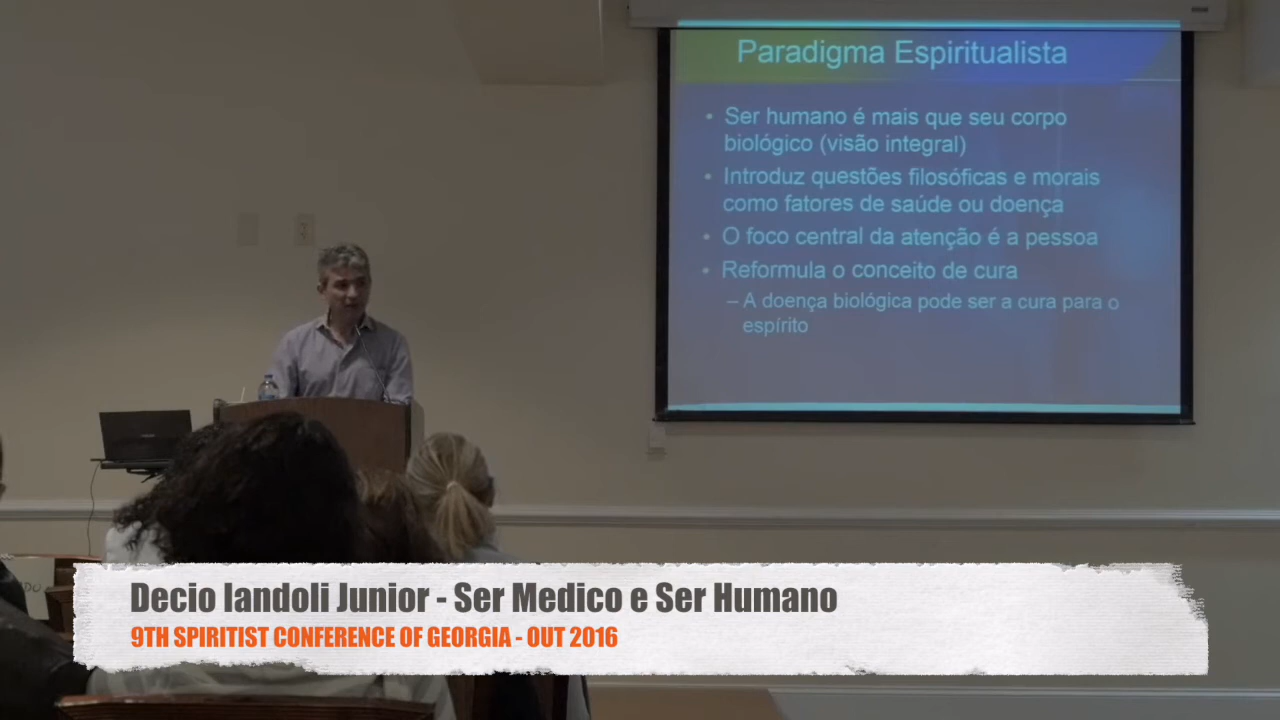 Paradigma Espiritualista
• Ser humano é mais que seu corpo
biológico (visão integral)
• Introduz questões filosóficas e morais
como fatores de saúde ou doença
• O foco central da atenção é a pessoa
• Reformula o conceito de cura
– A doença biológica pode ser a cura para o
espírito
Decio Iandoli Junior - Ser Medico e Ser Humano
9TH SPIRITIST CONFERENCE OF GEORGIA - OUT 2016